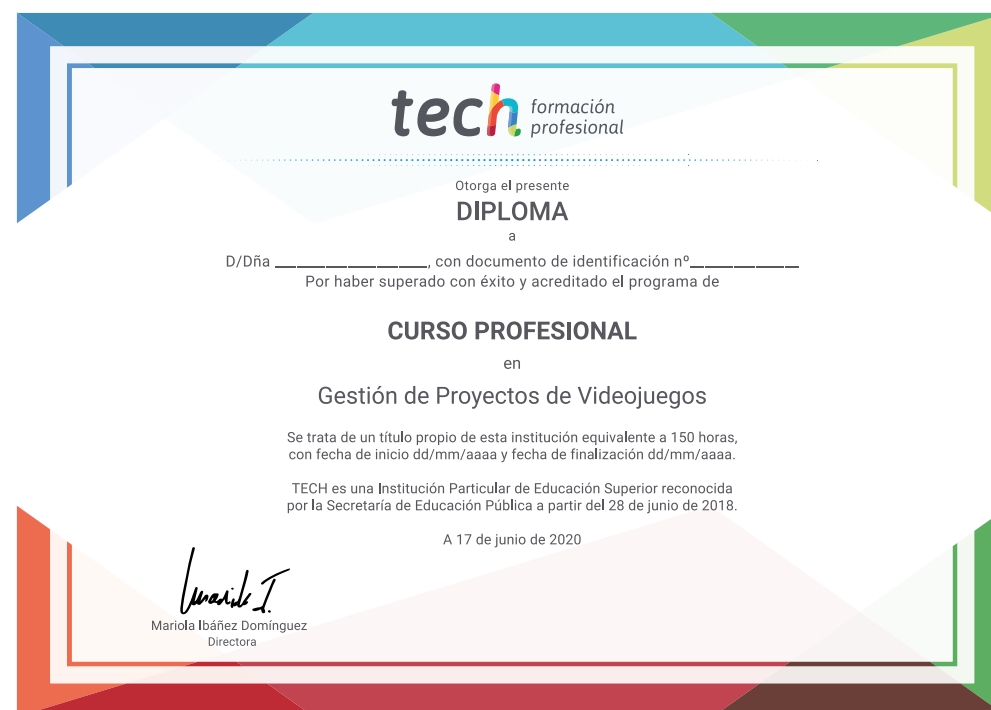 tech formación
profesional
Otorga el presente
DIPLOMA
a
D/Dña ________________, con documento de identificación nº____________
Por haber superado con éxito y acreditado el programa de
CURSO PROFESIONAL
en
Gestión de Proyectos de Videojuegos
Se trata de un título propio de esta institución equivalente a 150 horas,
con fecha de inicio dd/mm/aaaa y fecha de finalización dd/mm/aaaa.
TECH es una Institución Particular de Educación Superior reconocida
por la Secretaría de Educación Pública a partir del 28 de junio de 2018.
A 17 de junio de 2020
Mariola Ibáñez Domínguez
Directora